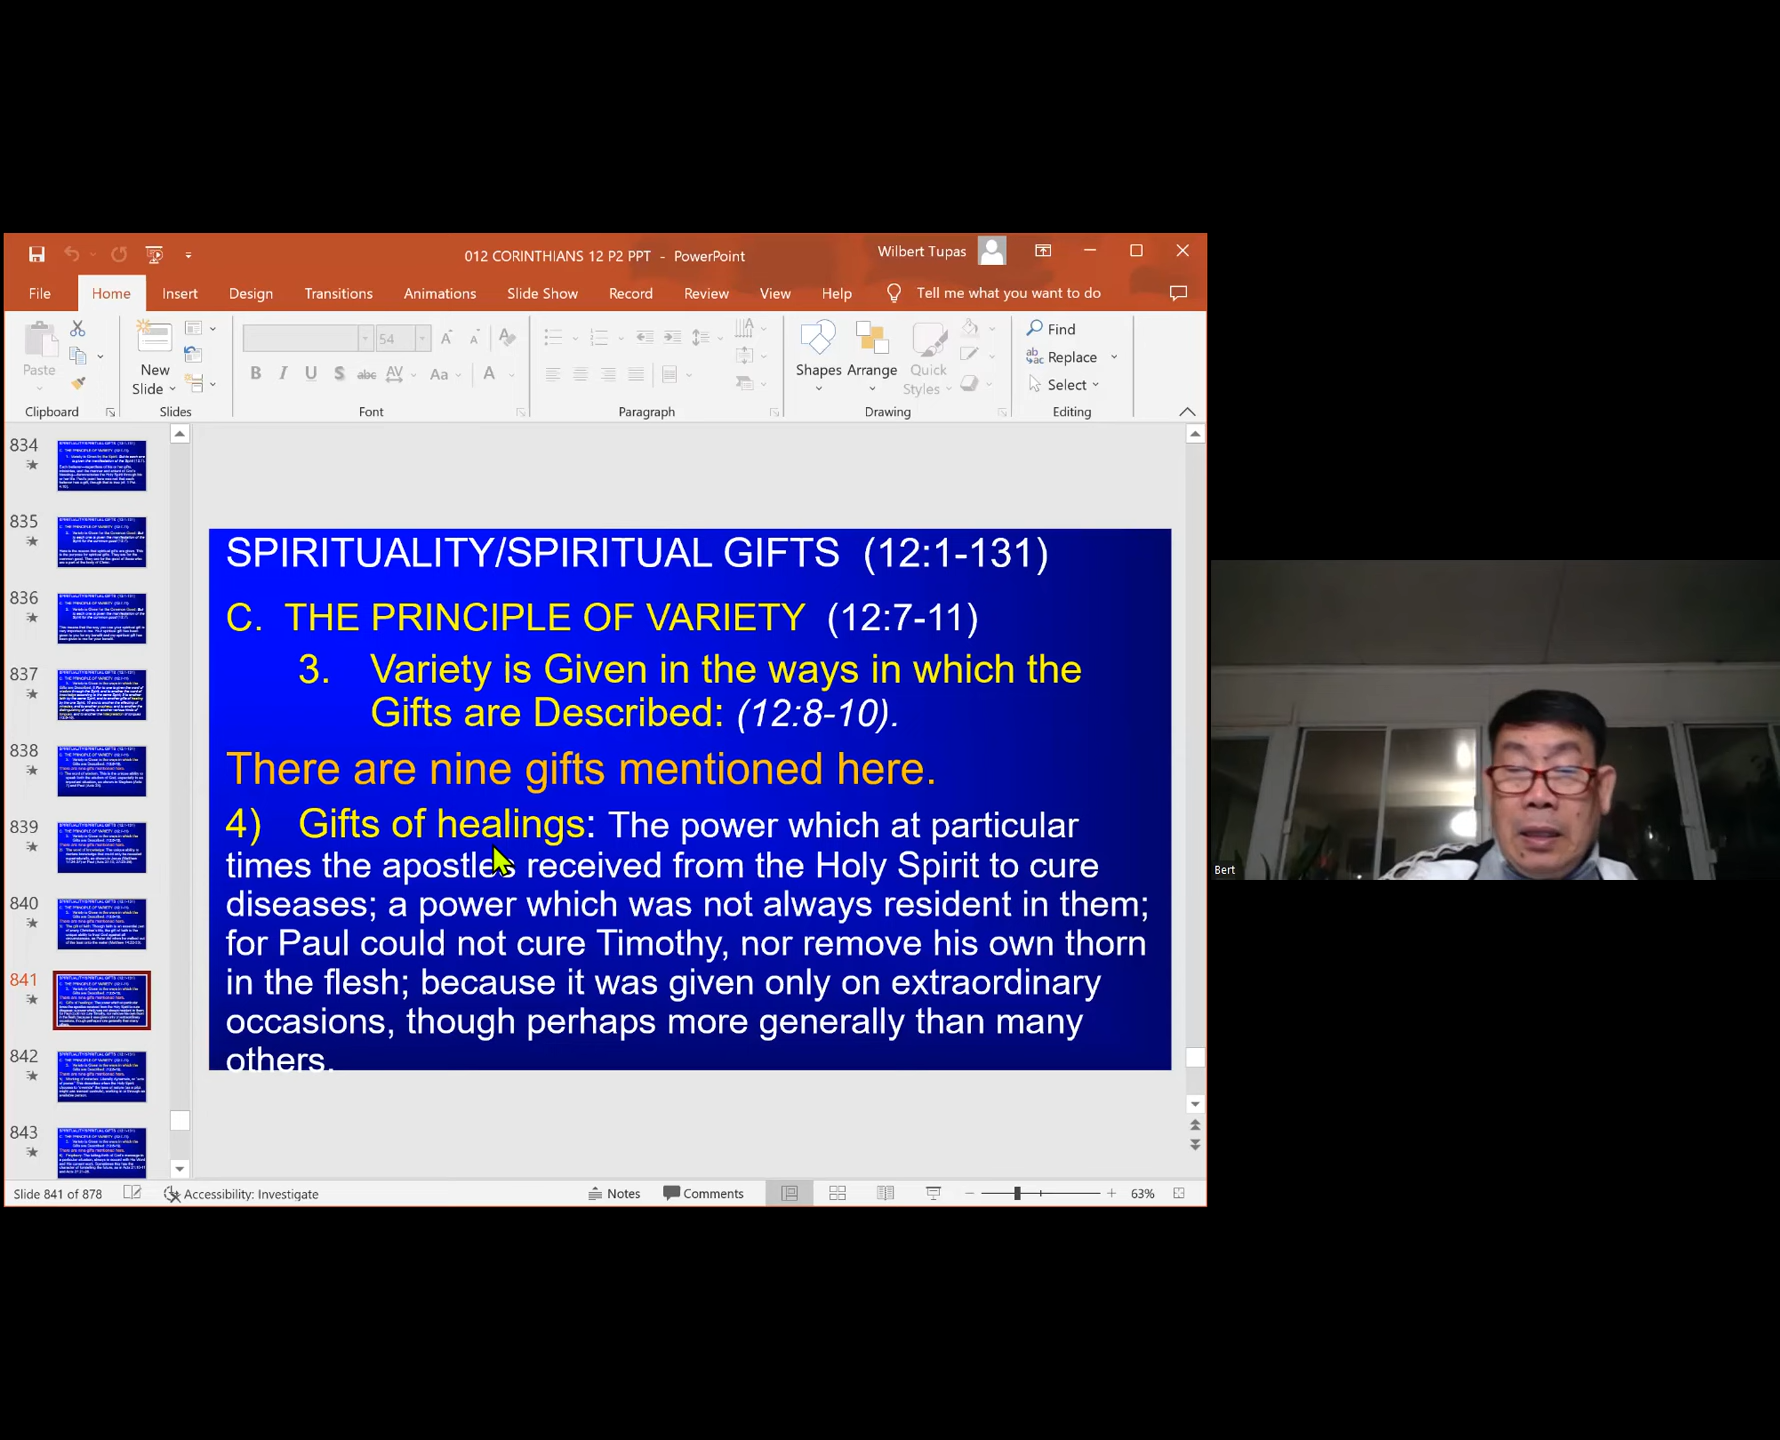 012 CORINTHIANS 12 P2 PPT - PowerPoint
Wilbert Tupas
File Home Insert Design Transitions Animations Slide Show Record Review View Help Tell me what you want to do
Paste
New
Slide
54
B I U S abc AV Aa A
Shapes
Arrange
Quick
Styles
Find
Replace
Select
Clipboard
Slides
Font
Paragraph
Drawing
Editing
834
835
836
837
838
839
840
841
842
843
SPIRITUALITY/SPIRITUAL GIFTS (12:1-131)
C. THE PRINCIPLE OF VARIETY (12:7-11)
3. Variety is Given in the ways in which the
Gifts are Described: (12:8-10).
There are nine gifts mentioned here.
4) Gifts of healings: The power which at particular
times the apostles received from the Holy Spirit to cure
diseases; a power which was not always resident in them;
for Paul could not cure Timothy, nor remove his own thorn
in the flesh; because it was given only on extraordinary
occasions, though perhaps more generally than many
others.
Bert
Slide 841 of 878
Accessibility: Investigate
Notes
Comments
63%